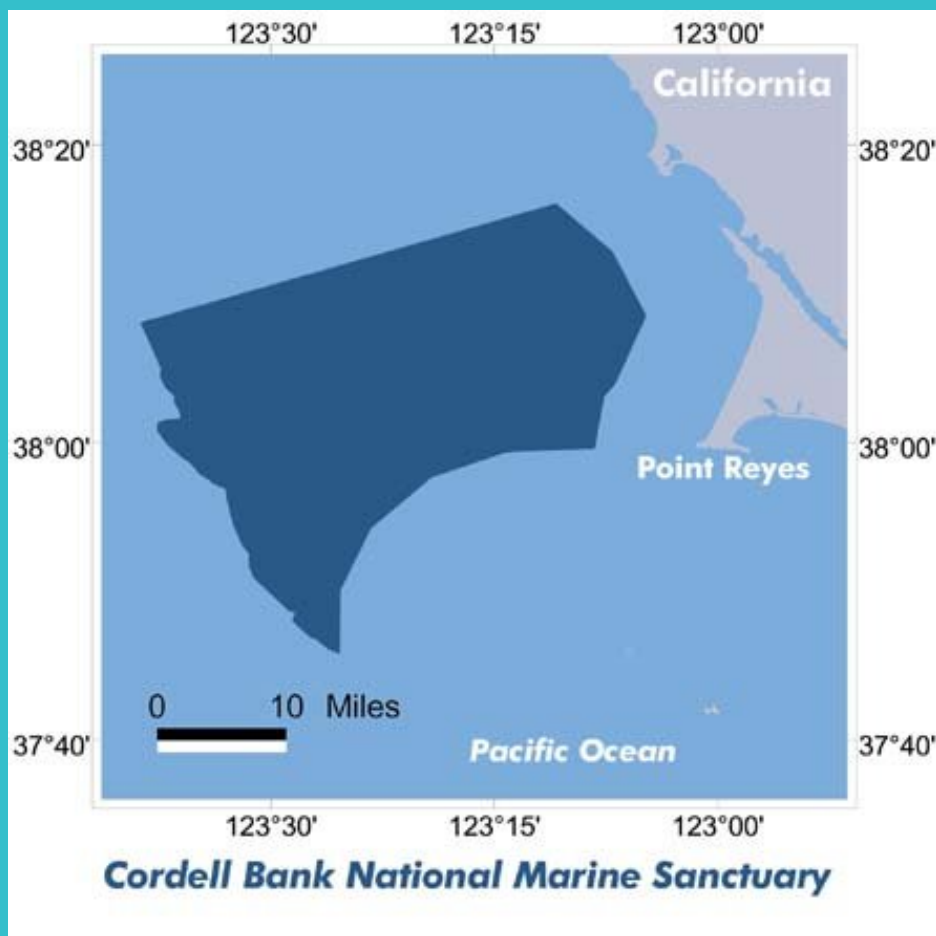 123°30' 123°15' 123°00'
California
38°20' 38°20'
38°00' 38°00'
Point Reyes
0 10 Miles
37°40' 37°40'
Pacific Ocean
123°30' 123°15' 123°00'
Cordell Bank National Marine Sanctuary